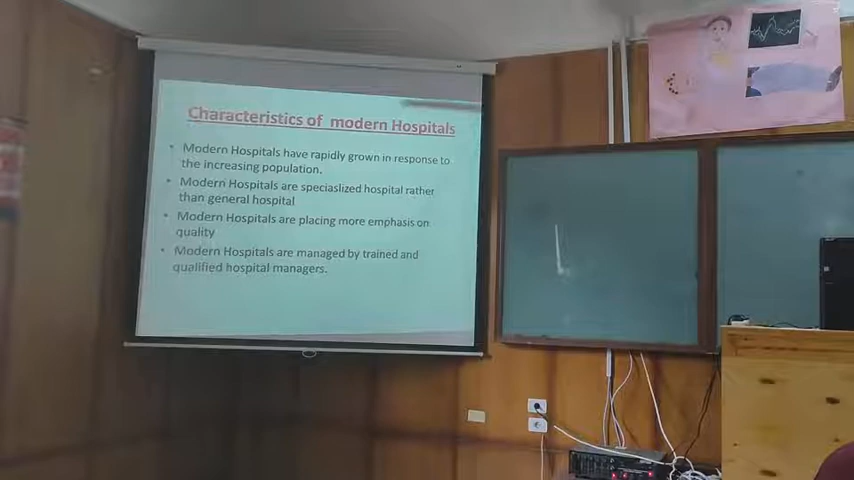 Characteristics of modern Hospitals
• Modern Hospitals have rapidly grown in response to
the increasing population.
• Modern Hospitals are speciaslized hospital rather
than general hospital
• Modern Hospitals are placing more emphasis on
quality
• Modern Hospitals are managed by trained and
qualified hospital managers.